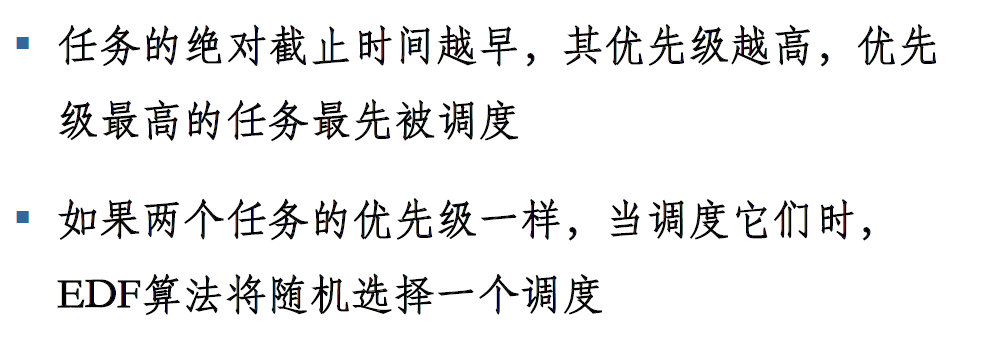 ▪ 任务的绝对截止时间越早，其优先级越高，优先
级最高的任务最先被调度
▪ 如果两个任务的优先级一样，当调度它们时，
EDF算法将随机选择一个调度